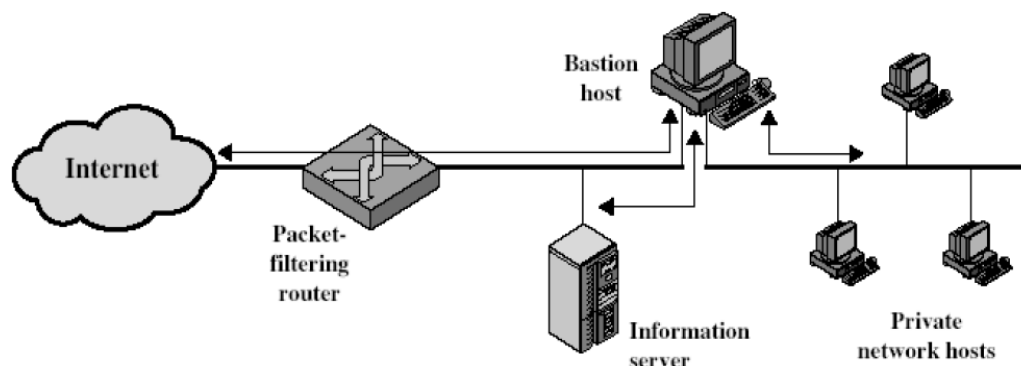 Bastion
host
Internet
Packet-
filtering
router
Information
server
Private
network hosts